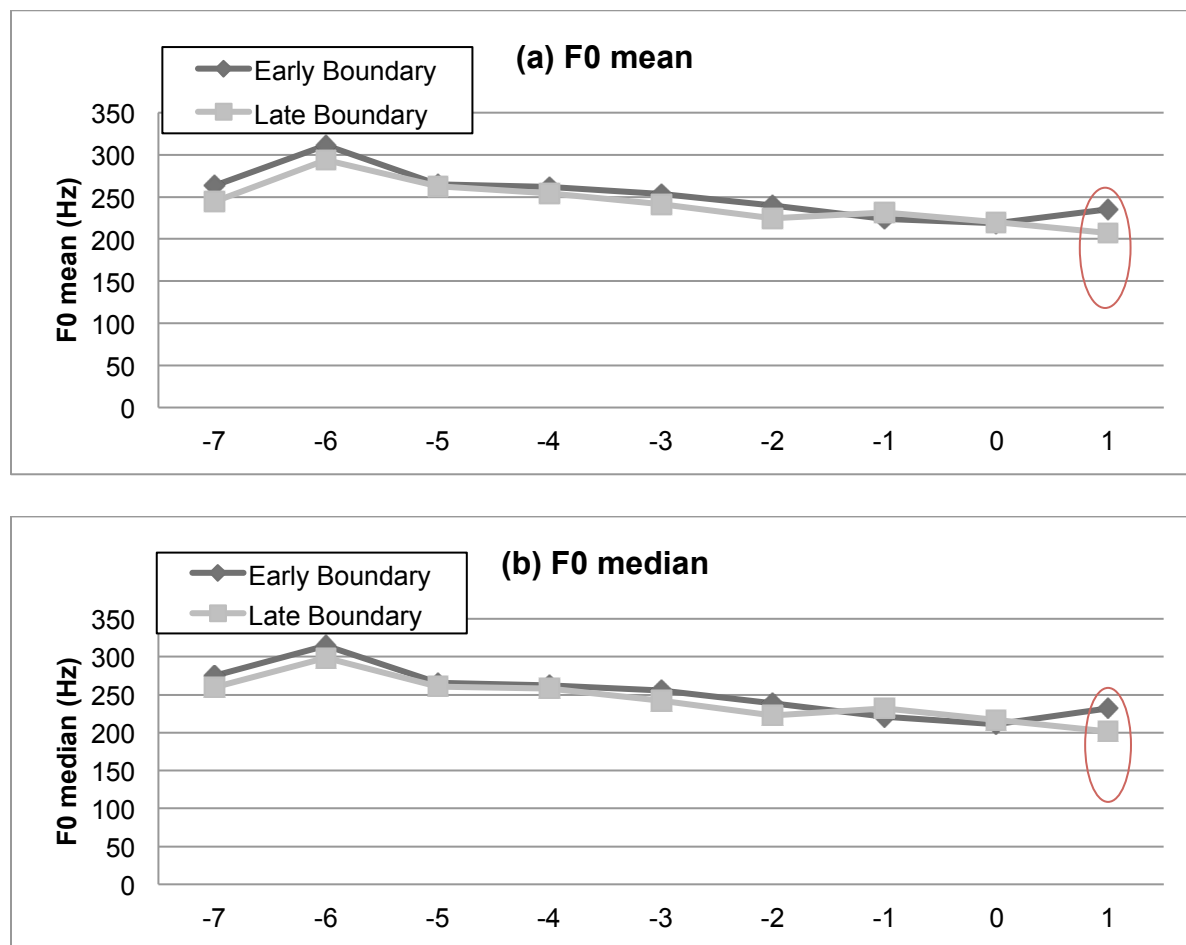 (a) F0 mean
Early Boundary
Late Boundary
F0 mean (Hz)
350
300
250
200
150
100
50
0
-7 -6 -5 -4 -3 -2 -1 0 1
(b) F0 median
Early Boundary
Late Boundary
F0 median (Hz)
350
300
250
200
150
100
50
0
-7 -6 -5 -4 -3 -2 -1 0 1